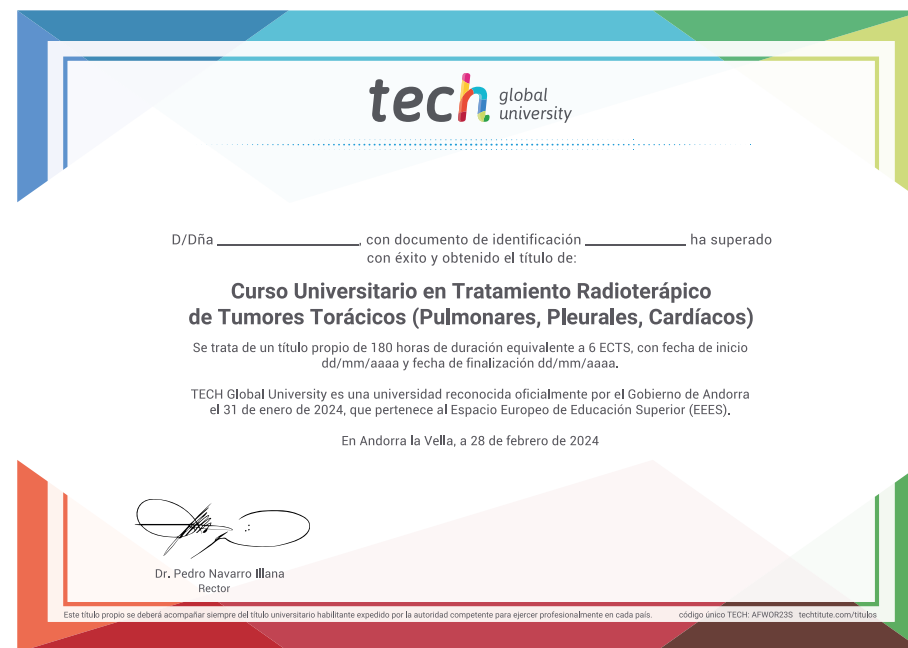 tech global
university
D/Dña ____________, con documento de identificación ____________ ha superado
con éxito y obtenido el título de:
Curso Universitario en Tratamiento Radioterápico
de Tumores Torácicos (Pulmonares, Pleurales, Cardíacos)
Se trata de un título propio de 180 horas de duración equivalente a 6 ECTS, con fecha de inicio
dd/mm/aaaa y fecha de finalización dd/mm/aaaa.
TECH Global University es una universidad reconocida oficialmente por el Gobierno de Andorra
el 31 de enero de 2024, que pertenece al Espacio Europeo de Educación Superior (EEES).
En Andorra la Vella, a 28 de febrero de 2024
Dr. Pedro Navarro Illana
Rector
Este título propio se deberá acompañar siempre del título universitario habilitante expedido por la autoridad competente para ejercer profesionalmente en cada país. código único TECH: AFWOR23S techtitute.com/titulos